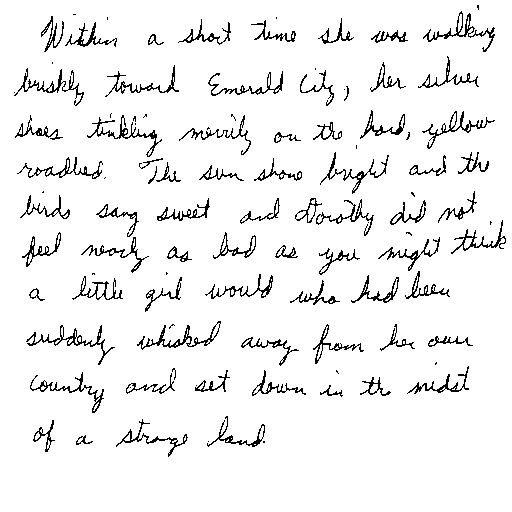 Within a short time she was walking
briskly toward Emerald City, her silver
shoes tinkling merrily on the hard, yellow
roadbed. The sun shone bright and the
birds sang sweet and Dorothy did not
feel nearly as bad as you might think
a little girl would who had been
suddenly whisked away from her own
country and set down in the midst
of a strange land.